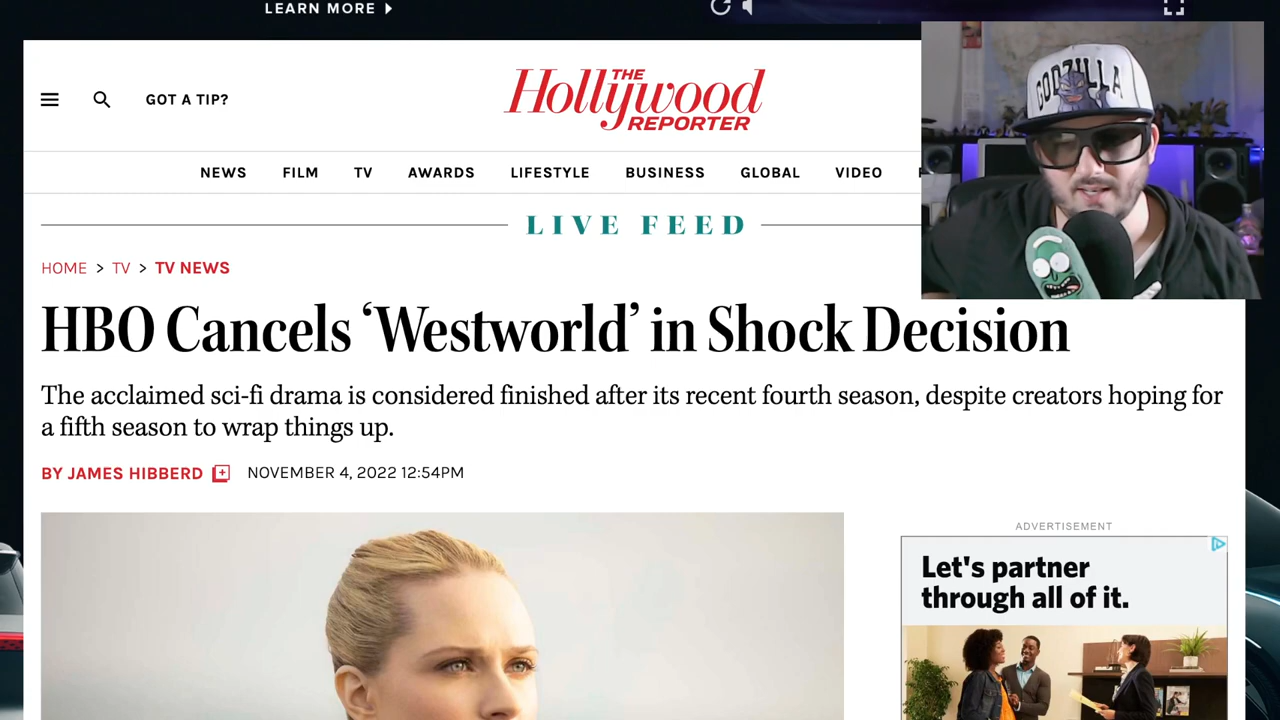 LEARN MORE
GOT A TIP?
THE
Hollywood
REPORTER
NEWS FILM TV AWARDS LIFESTYLE BUSINESS GLOBAL VIDEO
GODZILLA
LIVE FEED
HOME > TV > TV NEWS
HBO Cancels ‘Westworld’ in Shock Decision
The acclaimed sci-fi drama is considered finished after its recent fourth season, despite creators hoping for
a fifth season to wrap things up.
BY JAMES HIBBERD NOVEMBER 4, 2022 12:54PM
ADVERTISEMENT
Let's partner
through all of it.